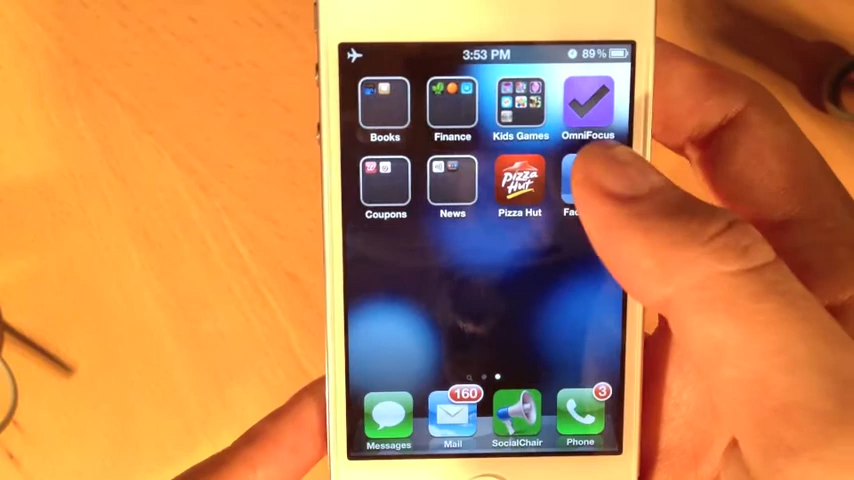 3:53 PM 89%
Books Finance Kids Games OmniFocus
Pizza Hut
Coupons News Pizza Hut
160 3
Messages Mail SocialChair Phone